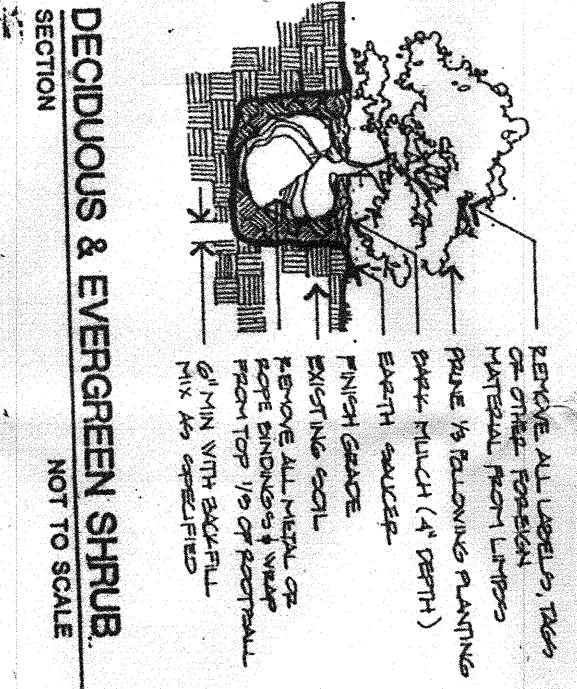 REMOVE ALL LABELS, TAGS
OR OTHER FOREIGN
MATERIAL FROM LIMBS
PRUNE 1/3 FOLLOWING PLANTING
BARK MULCH (4" DEPTH)
EARTH SAUCER
FINISH GRADE
EXISTING SOIL
REMOVE ALL METAL OR
ROPE BINDINGS & WRAP
FROM TOP 1/3 OF ROOTBALL
6" MIN WITH BACKFILL
MIX AS SPECIFIED
DECIDUOUS & EVERGREEN SHRUB
SECTION
NOT TO SCALE